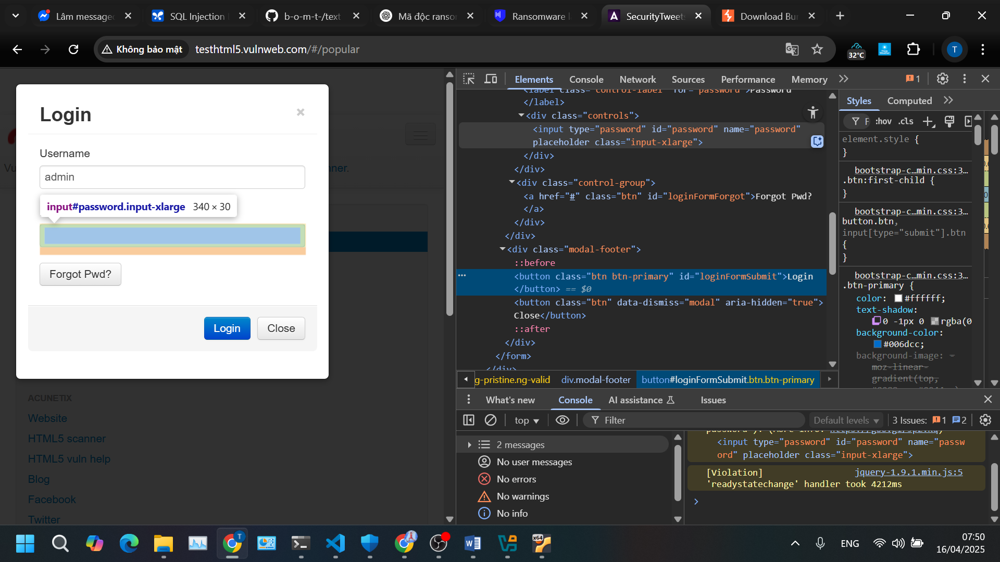 Lâm message
SQL Injection
b-o-m-t-/text
Mã độc ranso
Ransomware l
SecurityTweets
Download Bu
Không bảo mật
testhtml5.vulnweb.com/#/popular
32°C
T
Login
×
Username
admin
input#password.input-xlarge 340 × 30
Forgot Pwd?
Login
Close
nner.
ACUNETIX
Website
HTML5 scanner
HTML5 vuln help
Blog
Facebook
Twitter
Elements
Console
Network
Sources
Performance
Memory
1
<label class="control-label" for="password">Password
</label>
<div class="controls">
<input type="password" id="password" name="password"
placeholder class="input-xlarge">
</div>
</div>
<div class="control-group">
<a href="#" class="btn" id="loginFormForgot">Forgot Pwd?
</a>
</div>
</div>
<div class="modal-footer">
::before
<button class="btn btn-primary" id="loginFormSubmit">Login
</button> == $0
<button class="btn" data-dismiss="modal" aria-hidden="true">
Close</button>
::after
</div>
</form>
</div>
g-pristine.ng-valid
div.modal-footer
button#loginFormSubmit.btn.btn-primary
Styles
Computed
F
:hov
.cls
element.style {
}
bootstrap-c…min.css:3…
.btn:first-child {
}
bootstrap-c…min.css:3…
button.btn,
input[type="submit"].btn
{
}
bootstrap-c…min.css:3…
.btn-primary {
color: #ffffff;
text-shadow:
0 -1px 0 rgba(0
background-color:
#006dcc;
background-image: -
moz-linear-
gradient(top,
What's new
Console
AI assistance
Issues
top
Filter
Default levels
3 Issues: 1 2
2 messages
No user messages
No errors
No warnings
No info
<input type="password" id="password" name="passw
ord" placeholder class="input-xlarge">
[Violation] jquery-1.9.1.min.js:5
'readystatechange' handler took 4212ms
ENG
07:50
16/04/2025